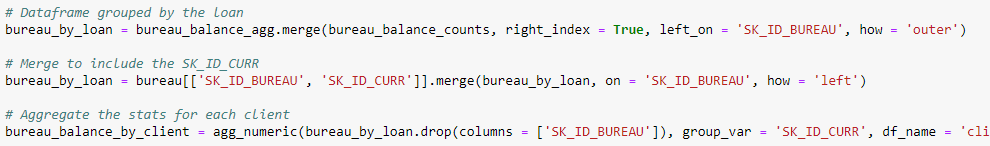 # Dataframe grouped by the loan
bureau_by_loan = bureau_balance_agg.merge(bureau_balance_counts, right_index = True, left_on = 'SK_ID_BUREAU', how = 'outer')
# Merge to include the SK_ID_CURR
bureau_by_loan = bureau[['SK_ID_BUREAU', 'SK_ID_CURR']].merge(bureau_by_loan, on = 'SK_ID_BUREAU', how = 'left')
# Aggregate the stats for each client
bureau_balance_by_client = agg_numeric(bureau_by_loan.drop(columns = ['SK_ID_BUREAU']), group_var = 'SK_ID_CURR', df_name = 'cli